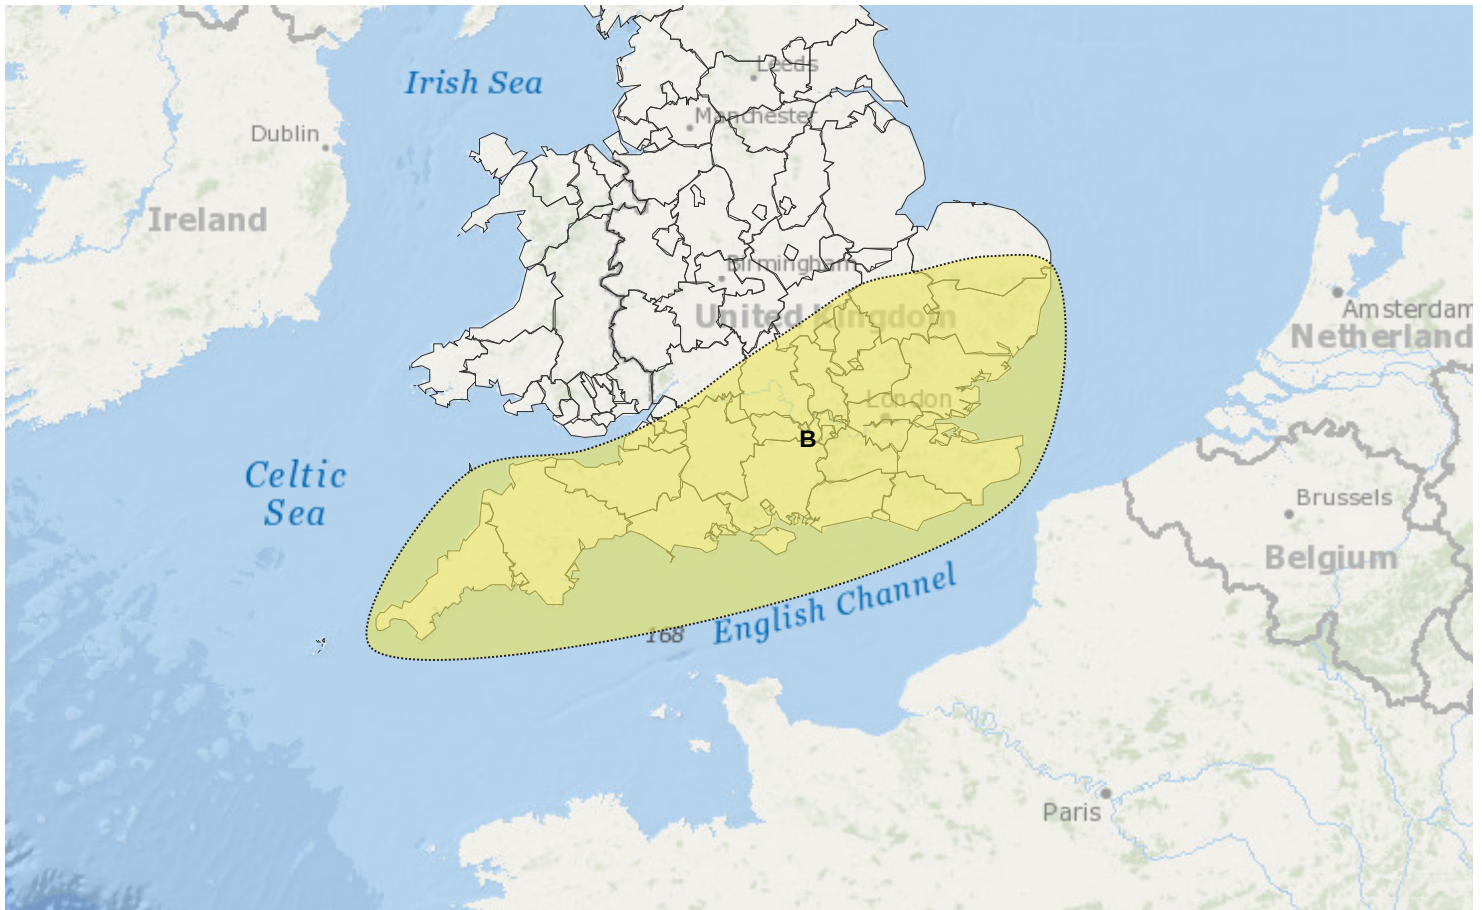 Leeds
Irish Sea
Manchester
Dublin
Ireland
Birmingham
United Kingdom
Amsterdam
Netherland
London
B
Celtic
Sea
Brussels
Belgium
English Channel
168
Paris